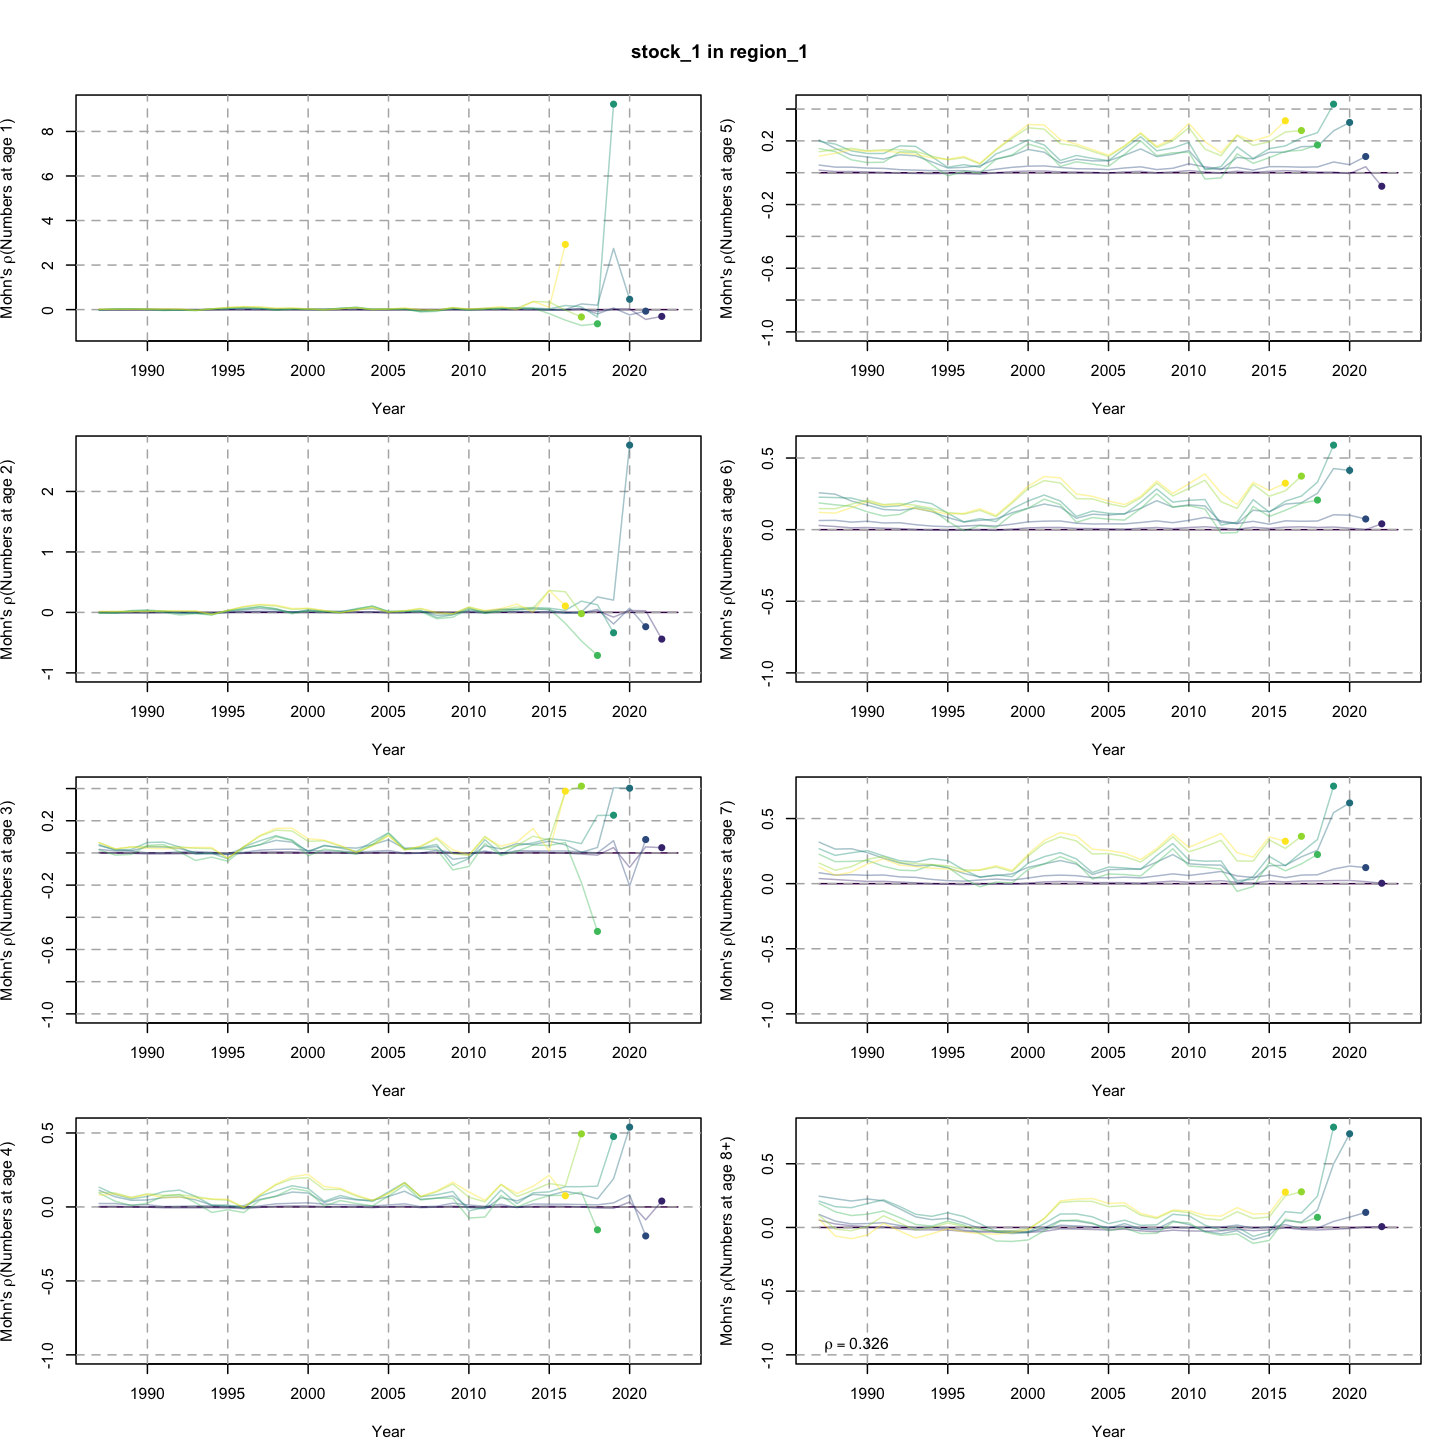 stock_1 in region_1
Mohn's ρ(Numbers at age 1)
8
6
4
2
0
1990 1995 2000 2005 2010 2015 2020
Year
Mohn's ρ(Numbers at age 5)
0.2
-0.2
-0.6
-1.0
1990 1995 2000 2005 2010 2015 2020
Year
Mohn's ρ(Numbers at age 2)
2
1
0
-1
1990 1995 2000 2005 2010 2015 2020
Year
Mohn's ρ(Numbers at age 6)
0.5
0.0
-0.5
-1.0
1990 1995 2000 2005 2010 2015 2020
Year
Mohn's ρ(Numbers at age 3)
0.2
-0.2
-0.6
-1.0
1990 1995 2000 2005 2010 2015 2020
Year
Mohn's ρ(Numbers at age 7)
0.5
0.0
-0.5
-1.0
1990 1995 2000 2005 2010 2015 2020
Year
Mohn's ρ(Numbers at age 4)
0.5
0.0
-0.5
-1.0
1990 1995 2000 2005 2010 2015 2020
Year
Mohn's ρ(Numbers at age 8+)
0.5
0.0
-0.5
-1.0
ρ = 0.326
1990 1995 2000 2005 2010 2015 2020
Year